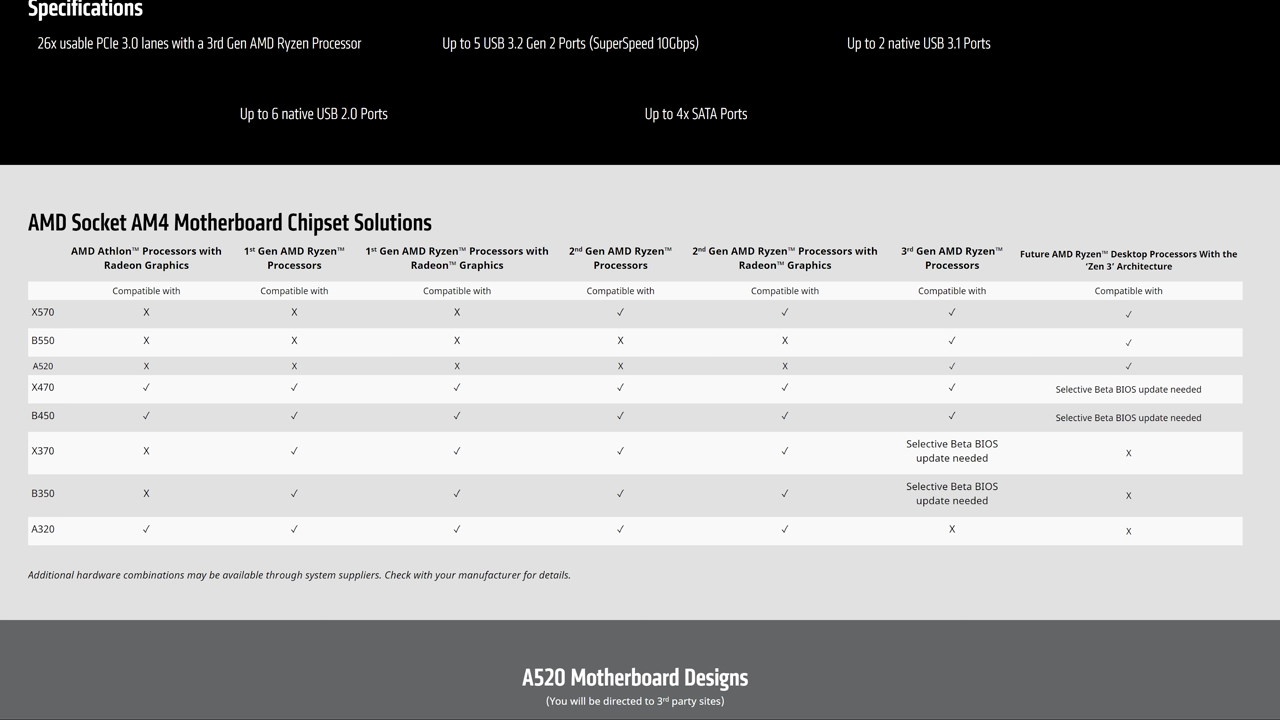 Specifications
26x usable PCIe 3.0 lanes with a 3rd Gen AMD Ryzen Processor Up to 5 USB 3.2 Gen 2 Ports (SuperSpeed 10Gbps) Up to 2 native USB 3.1 Ports
Up to 6 native USB 2.0 Ports Up to 4x SATA Ports
AMD Socket AM4 Motherboard Chipset Solutions
AMD Athlon™ Processors with Radeon Graphics 1st Gen AMD Ryzen™ Processors 1st Gen AMD Ryzen™ Processors with Radeon™ Graphics 2nd Gen AMD Ryzen™ Processors 2nd Gen AMD Ryzen™ Processors with Radeon™ Graphics 3rd Gen AMD Ryzen™ Processors Future AMD Ryzen™ Desktop Processors With the 'Zen 3' Architecture
Compatible with Compatible with Compatible with Compatible with Compatible with Compatible with Compatible with
X570 X X X ✓ ✓ ✓ ✓
B550 X X X X X ✓ ✓
A520 X X X X X ✓ ✓
X470 ✓ ✓ ✓ ✓ ✓ ✓ Selective Beta BIOS update needed
B450 ✓ ✓ ✓ ✓ ✓ ✓ Selective Beta BIOS update needed
X370 X ✓ ✓ ✓ ✓ Selective Beta BIOS update needed X
B350 X ✓ ✓ ✓ ✓ Selective Beta BIOS update needed X
A320 ✓ ✓ ✓ ✓ ✓ X X
Additional hardware combinations may be available through system suppliers. Check with your manufacturer for details.
A520 Motherboard Designs
(You will be directed to 3rd party sites)